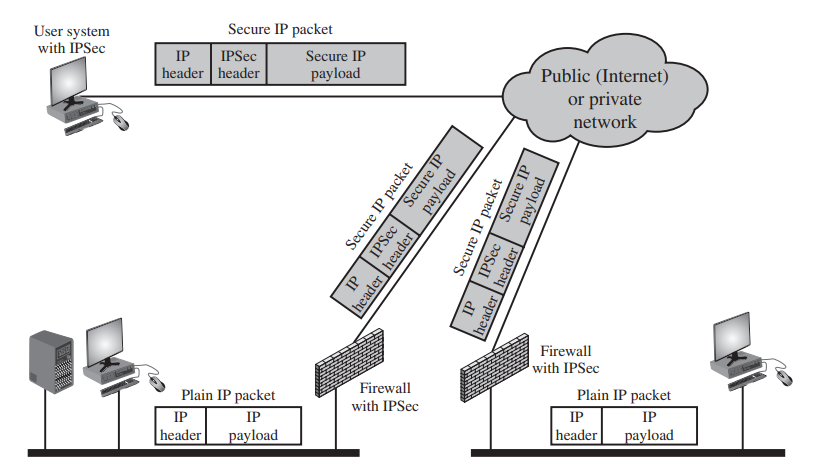 User system
with IPSec
Secure IP packet
IP
header
IPSec
header
Secure IP
payload
Public (Internet)
or private
network
Secure IP packet
IP
header
IPSec
header
Secure IP
payload
Secure IP packet
IP
header
IPSec
header
Secure IP
payload
Firewall
with IPSec
Firewall
with IPSec
Plain IP packet
IP
header
IP
payload
Plain IP packet
IP
header
IP
payload